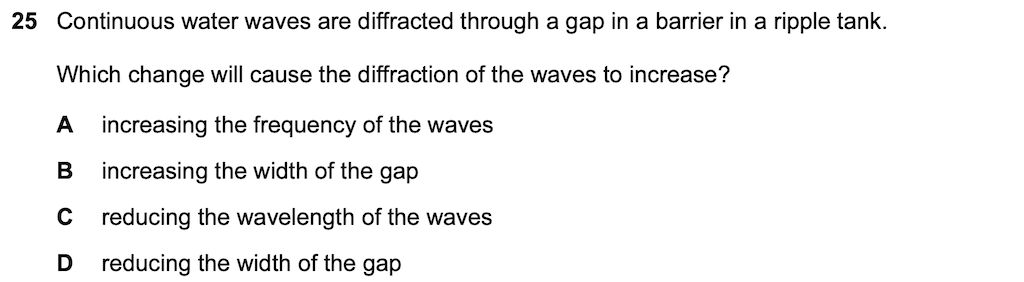 25 Continuous water waves are diffracted through a gap in a barrier in a ripple tank.
Which change will cause the diffraction of the waves to increase?
A increasing the frequency of the waves
B increasing the width of the gap
C reducing the wavelength of the waves
D reducing the width of the gap